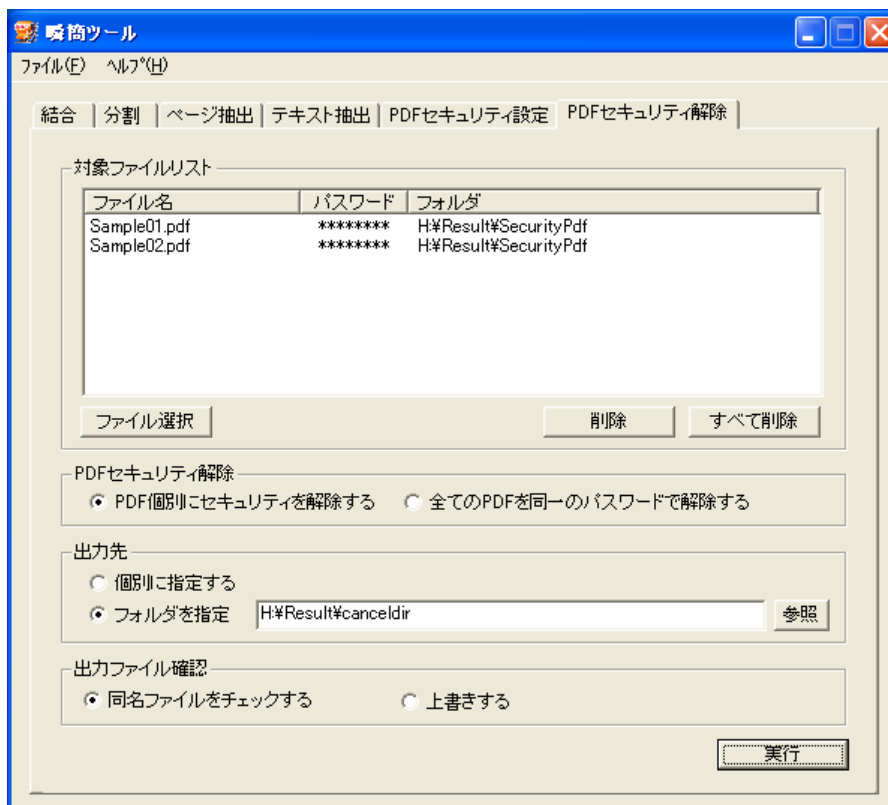 瞬簡ツール
ファイル(F) ヘルプ(H)
結合 分割 ページ抽出 テキスト抽出 PDFセキュリティ設定 PDFセキュリティ解除
対象ファイルリスト
ファイル名 パスワード フォルダ
Sample01.pdf ******** H:¥Result¥SecurityPdf
Sample02.pdf ******** H:¥Result¥SecurityPdf
ファイル選択 削除 すべて削除
PDFセキュリティ解除
PDF個別にセキュリティを解除する 全てのPDFを同一のパスワードで解除する
出力先
個別に指定する
フォルダを指定 H:¥Result¥canceldir 参照
出力ファイル確認
同名ファイルをチェックする 上書きする
実行